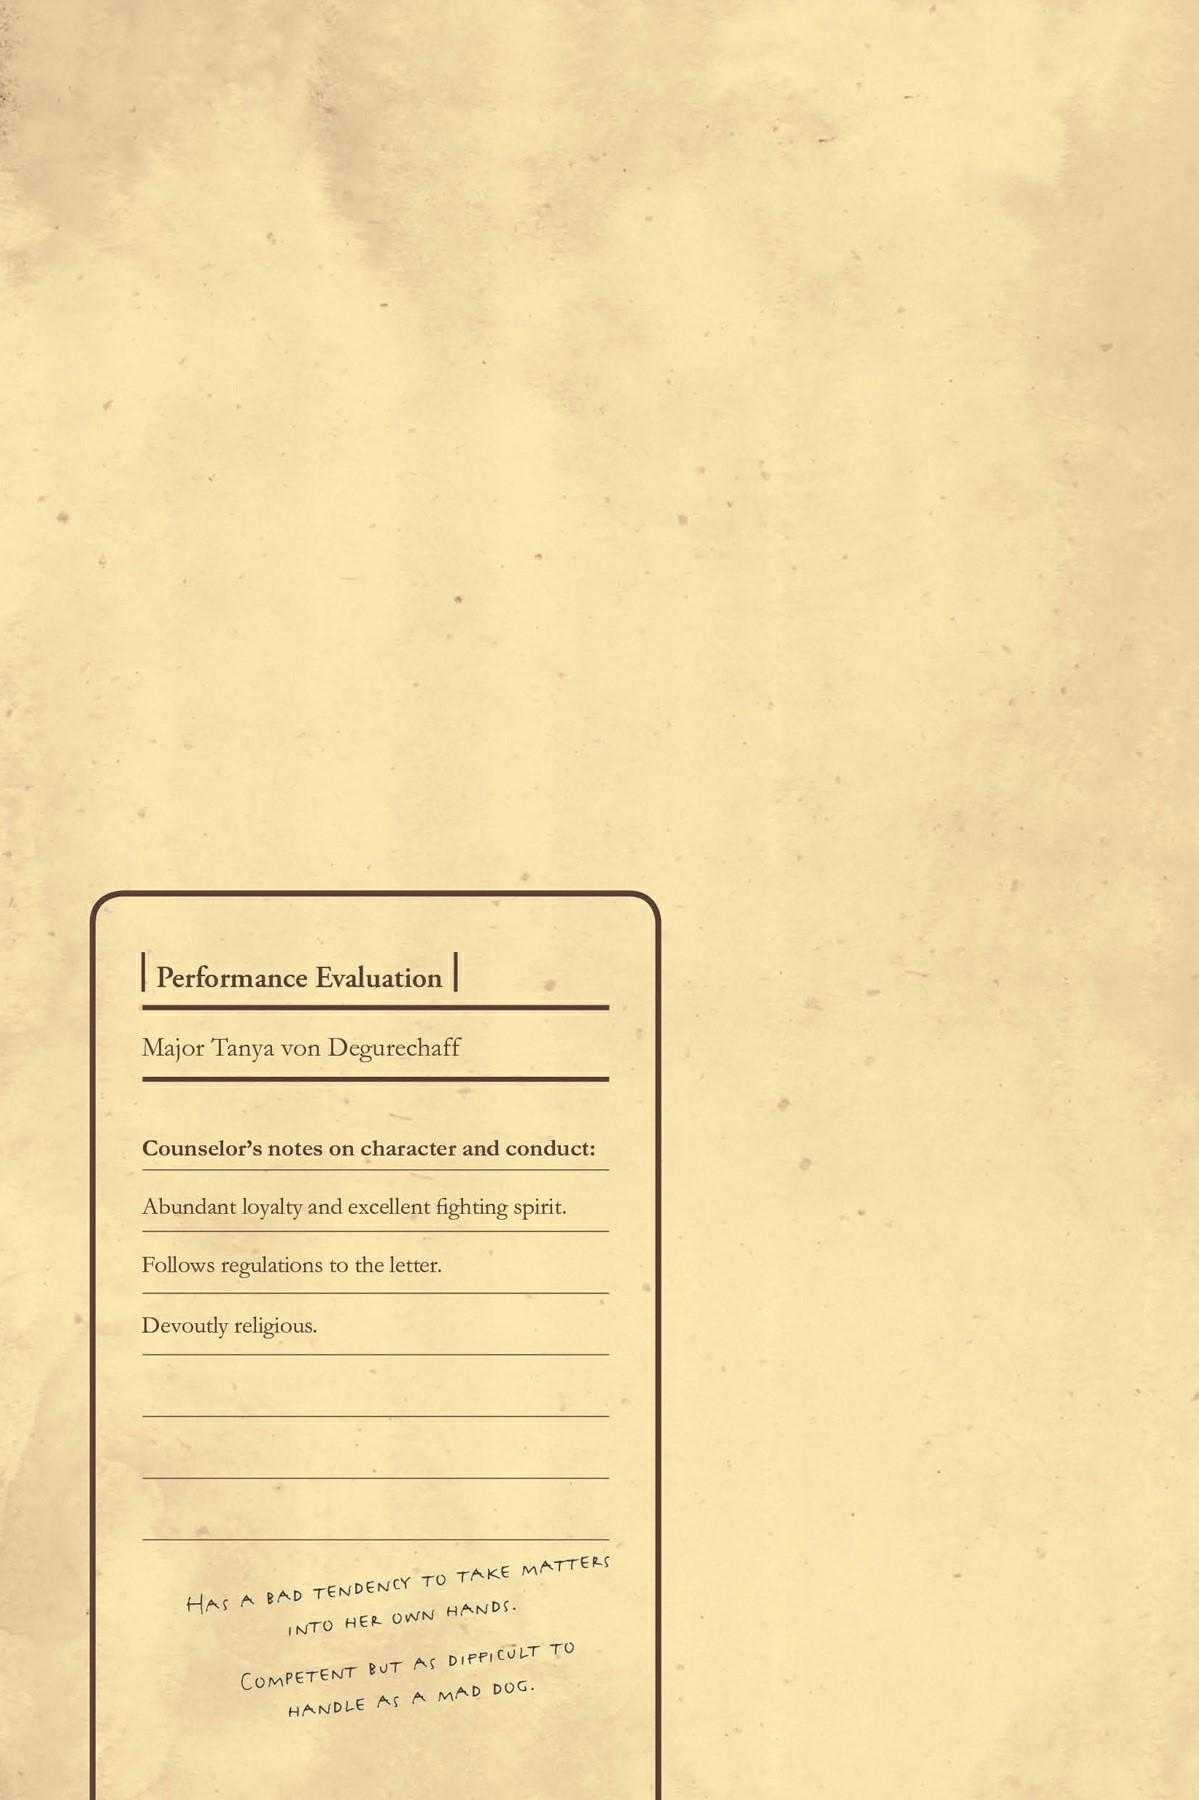 Performance Evaluation
Major Tanya von Degurechaff
Counselor’s notes on character and conduct:
Abundant loyalty and excellent fighting spirit.
Follows regulations to the letter.
Devoutly religious.
HAS A BAD TENDENCY TO TAKE MATTERS
INTO HER OWN HANDS.
COMPETENT BUT AS DIFFICULT TO
HANDLE AS A MAD DOG.